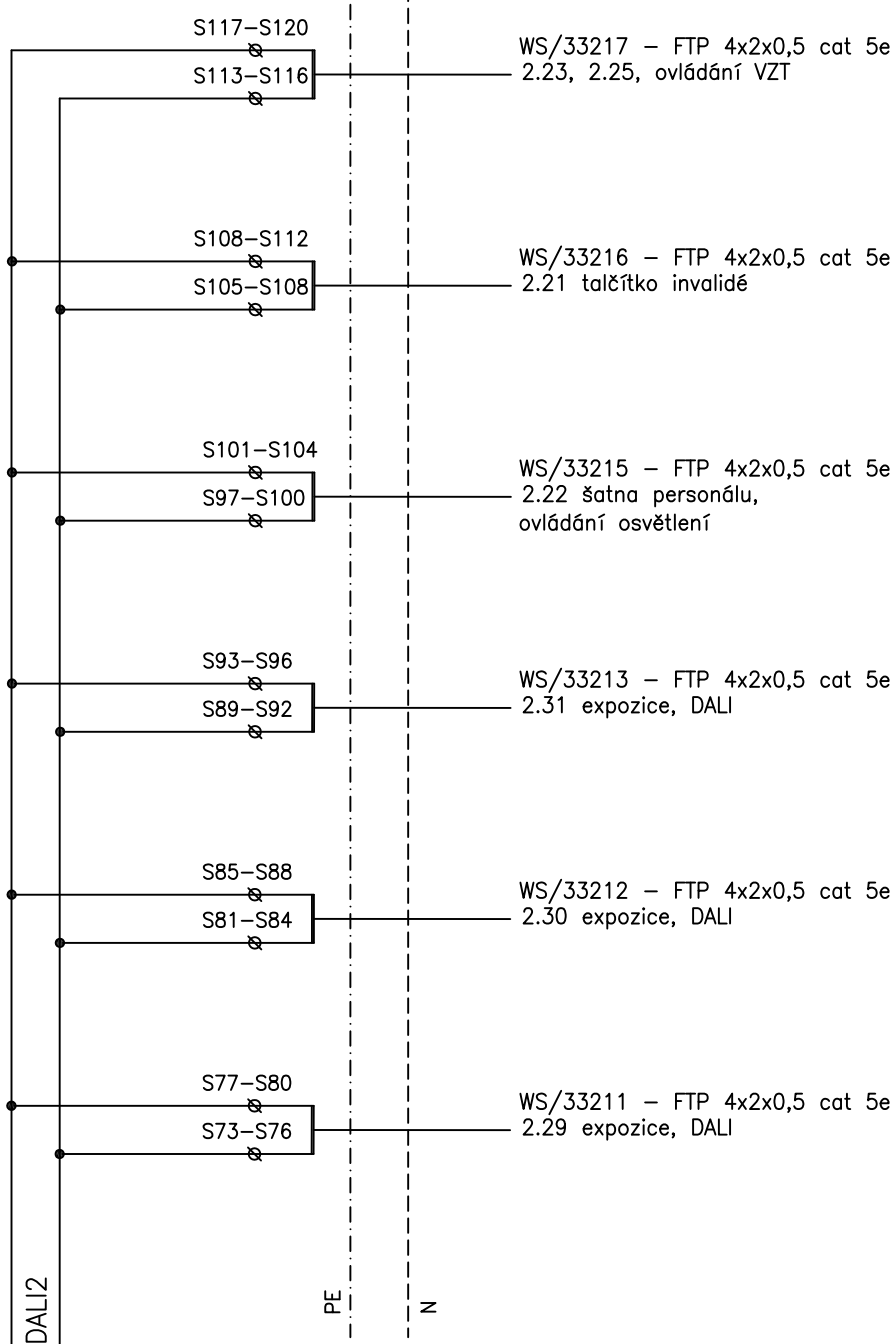 S117–S120
S113–S116
WS/33217 – FTP 4x2x0,5 cat 5e
2.23, 2.25, ovládání VZT
S108–S112
S105–S108
WS/33216 – FTP 4x2x0,5 cat 5e
2.21 talčítko invalidé
S101–S104
S97–S100
WS/33215 – FTP 4x2x0,5 cat 5e
2.22 šatna personálu,
ovládání osvětlení
S93–S96
S89–S92
WS/33213 – FTP 4x2x0,5 cat 5e
2.31 expozice, DALI
S85–S88
S81–S84
WS/33212 – FTP 4x2x0,5 cat 5e
2.30 expozice, DALI
S77–S80
S73–S76
WS/33211 – FTP 4x2x0,5 cat 5e
2.29 expozice, DALI
DALI2
PE
N